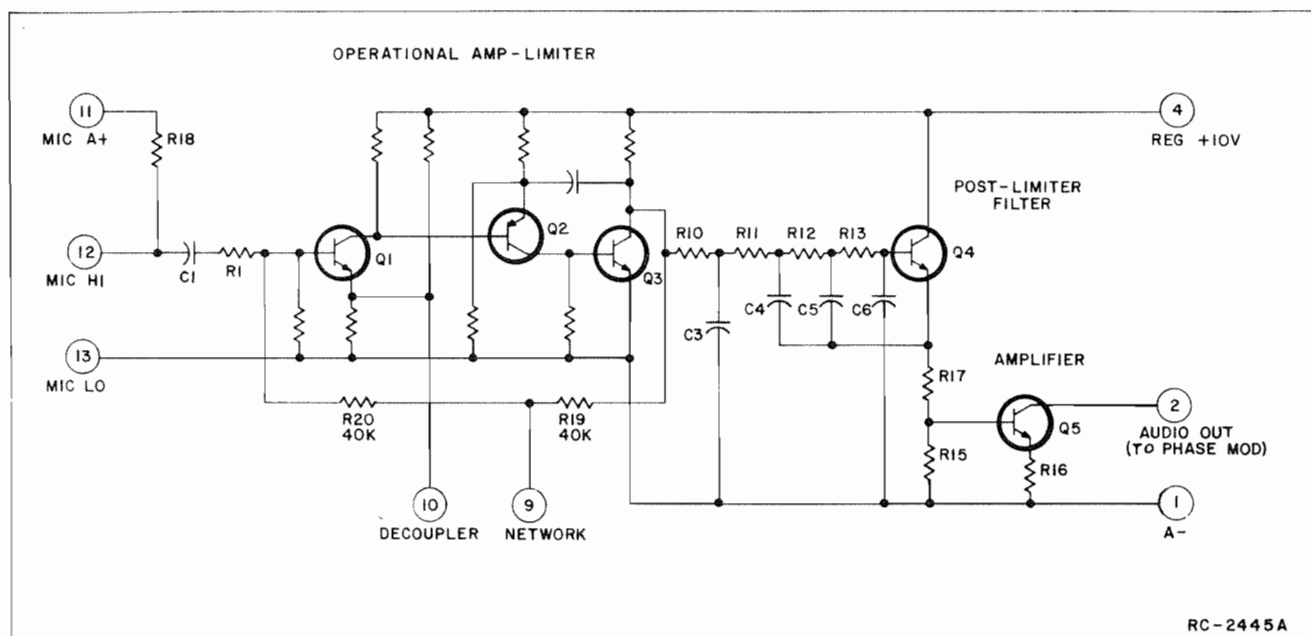 OPERATIONAL AMP-LIMITER
11
MIC A+
R18
4
REG +10V
POST-LIMITER
FILTER
12
MIC HI
C1
R1
Q1
Q2
Q3
R10
R11
R12
R13
Q4
C3
C4
C5
C6
13
MIC LO
R20
40K
R19
40K
R17
AMPLIFIER
Q5
2
AUDIO OUT
(TO PHASE MOD)
R15
R16
10
DECOUPLER
9
NETWORK
1
A-
RC-2445A